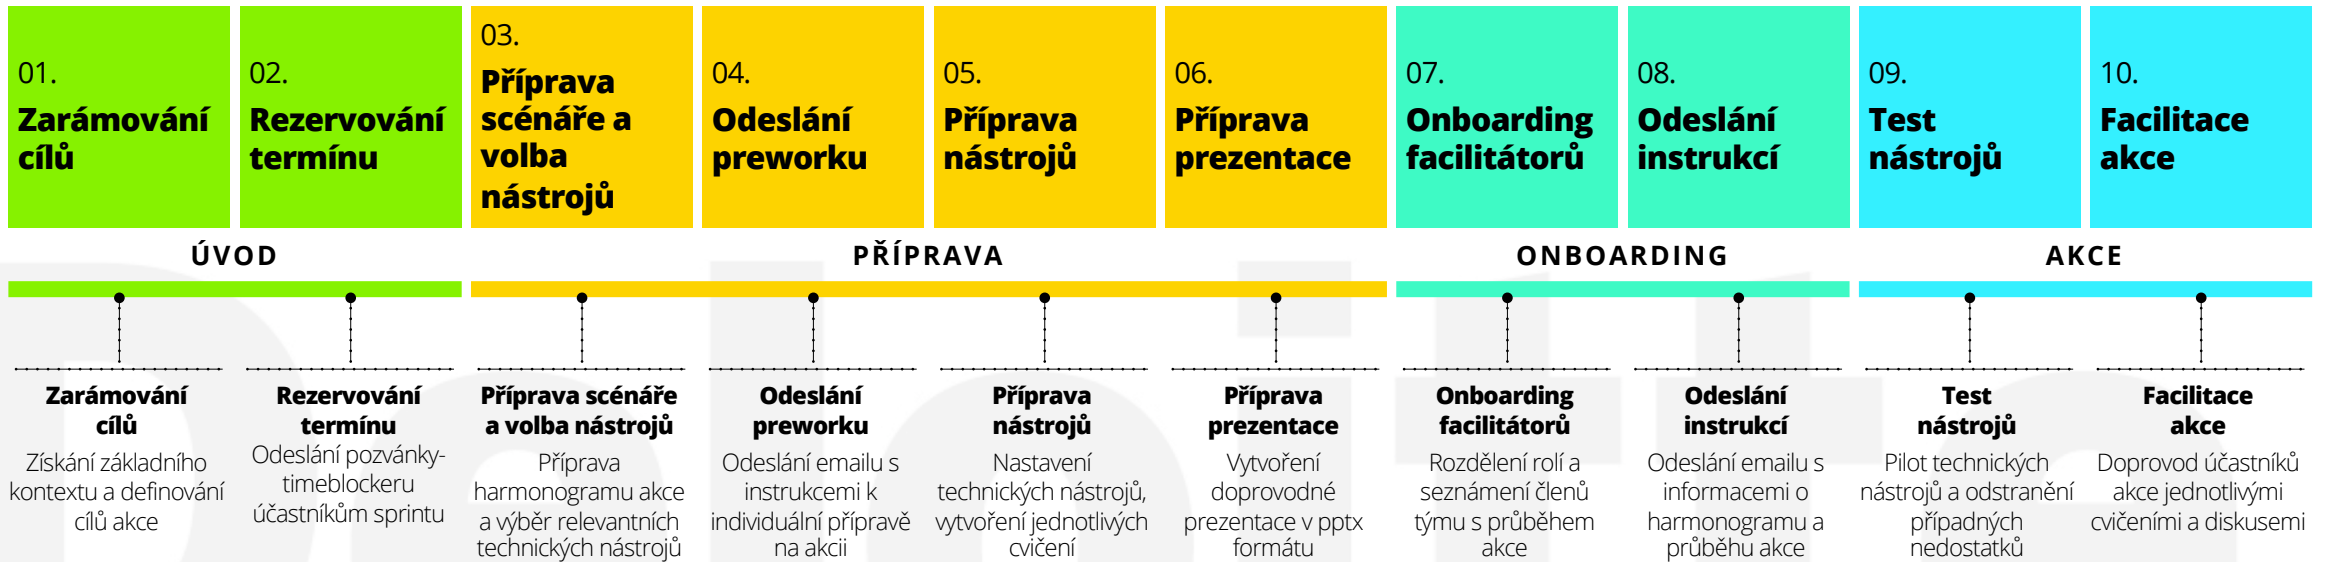 01.
Zarámování
cílů
02.
Rezervování
termínu
03.
Příprava
scénáře a
volba
nástrojů
04.
Odeslání
preworku
05.
Příprava
nástrojů
06.
Příprava
prezentace
07.
Onboarding
facilitátorů
08.
Odeslání
instrukcí
09.
Test
nástrojů
10.
Facilitace
akce
ÚVOD
PŘÍPRAVA
ONBOARDING
AKCE
Zarámování
cílů
Získání základního
kontextu a definování
cílů akce
Rezervování
termínu
Odeslání pozvánky-
timeblockeru
účastníkům sprintu
Příprava scénáře
a volba nástrojů
Příprava
harmonogramu akce
a výběr relevantních
technických nástrojů
Odeslání
preworku
Odeslání emailu s
instrukcemi k
individuální přípravě
na akcii
Příprava
nástrojů
Nastavení
technických nástrojů,
vytvoření jednotlivých
cvičení
Příprava
prezentace
Vytvoření
doprovodné
prezentace v pptx
formátu
Onboarding
facilitátorů
Rozdělení rolí a
seznámení členů
týmu s průběhem
akce
Odeslání
instrukcí
Odeslání emailu s
informacemi o
harmonogramu a
průběhu akce
Test
nástrojů
Pilot technických
nástrojů a odstranění
případných
nedostatků
Facilitace
akce
Doprovod účastníků
akce jednotlivými
cvičeními a diskusemi